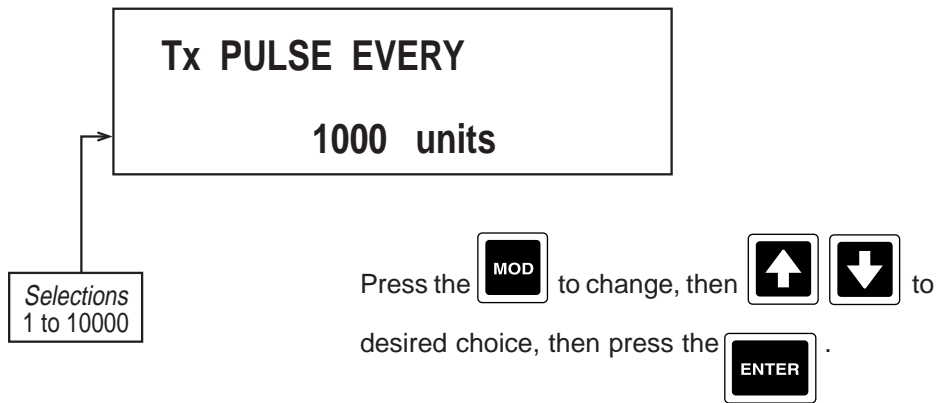 Tx PULSE EVERY
1000 units
Selections
1 to 10000
Press the MOD to change, then to
desired choice, then press the ENTER .